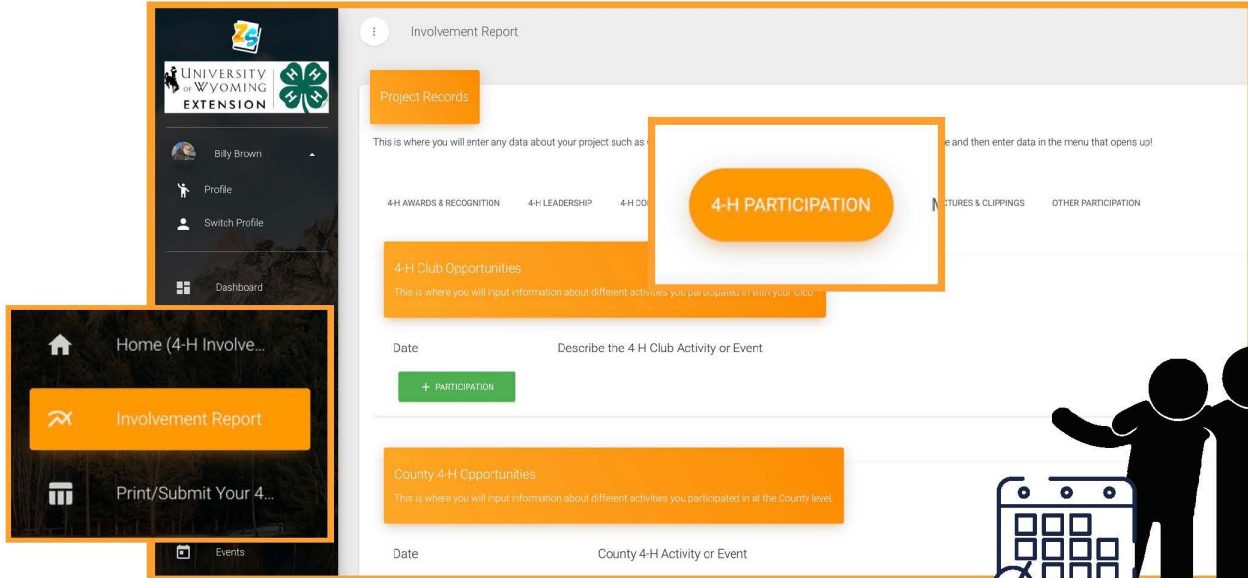 ZS
UNIVERSITY
OF WYOMING
EXTENSION
H H
H H
Billy Brown
Profile
Switch Profile
Dashboard
Home (4-H Involve...
Involvement Report
Print/Submit Your 4...
Events
Involvement Report
Project Records
This is where you will enter any data about your project such as
e and then enter data in the menu that opens up!
4-H AWARDS & RECOGNITION 4-H LEADERSHIP 4-H CO
4-H PARTICIPATION
CTURES & CLIPPINGS OTHER PARTICIPATION
4-H Club Opportunities
This is where you will input information about different activities you participated in with your Club.
Date Describe the 4 H Club Activity or Event
+ PARTICIPATION
County 4-H Opportunities
This is where you will input information about different activities you participated in at the County level.
Date County 4-H Activity or Event